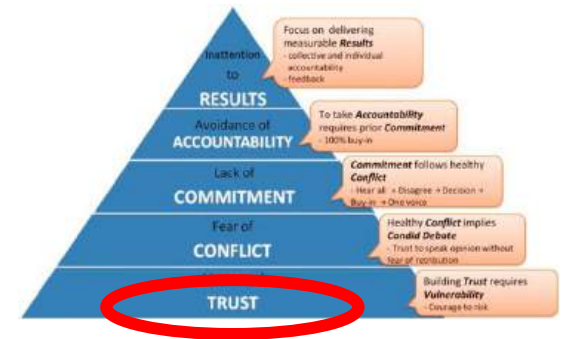 Inattention
to
RESULTS
Focus on delivering
measurable Results
- collective and individual
accountability
- feedback
Avoidance of
ACCOUNTABILITY
To take Accountability
requires prior Commitment
- 100% buy-in
Lack of
COMMITMENT
Commitment follows healthy
Conflict
- Hear all → Disagree → Decision →
Buy-in → One voice
Fear of
CONFLICT
Healthy Conflict implies
Candid Debate
- Trust to speak opinion without
fear of retribution
TRUST
Building Trust requires
Vulnerability
- Courage to risk